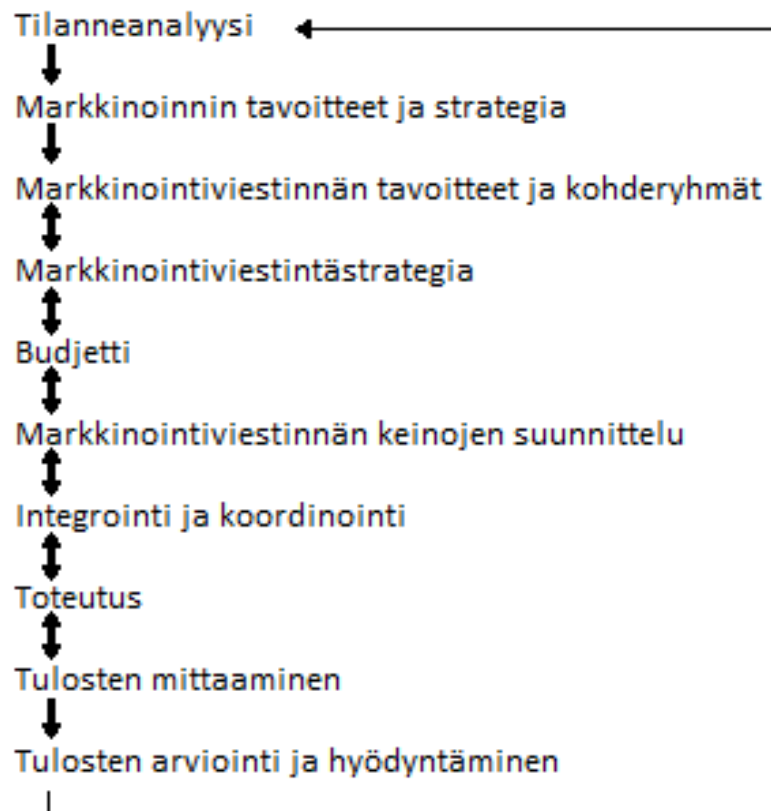 Tilanneanalyysi
Markkinoinnin tavoitteet ja strategia
Markkinointiviestinnän tavoitteet ja kohderyhmät
Markkinointiviestintästrategia
Budjetti
Markkinointiviestinnän keinojen suunnittelu
Integrointi ja koordinointi
Toteutus
Tulosten mittaaminen
Tulosten arviointi ja hyödyntäminen